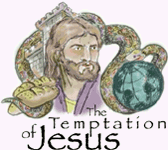 The
Temptation
of Jesus